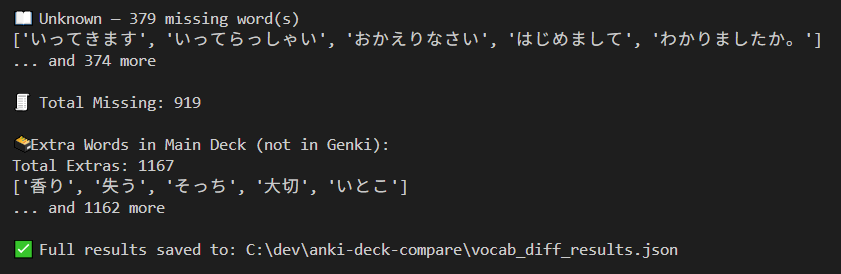 📖 Unknown — 379 missing word(s)
['いってきます', 'いってらっしゃい', 'おかえりなさい', 'はじめまして', 'わかりましたか。']
... and 374 more
🧾 Total Missing: 919
📦Extra Words in Main Deck (not in Genki):
Total Extras: 1167
['香り', '失う', 'そっち', '大切', 'いとこ']
... and 1162 more
✅ Full results saved to: C:\dev\anki-deck-compare\vocab_diff_results.json